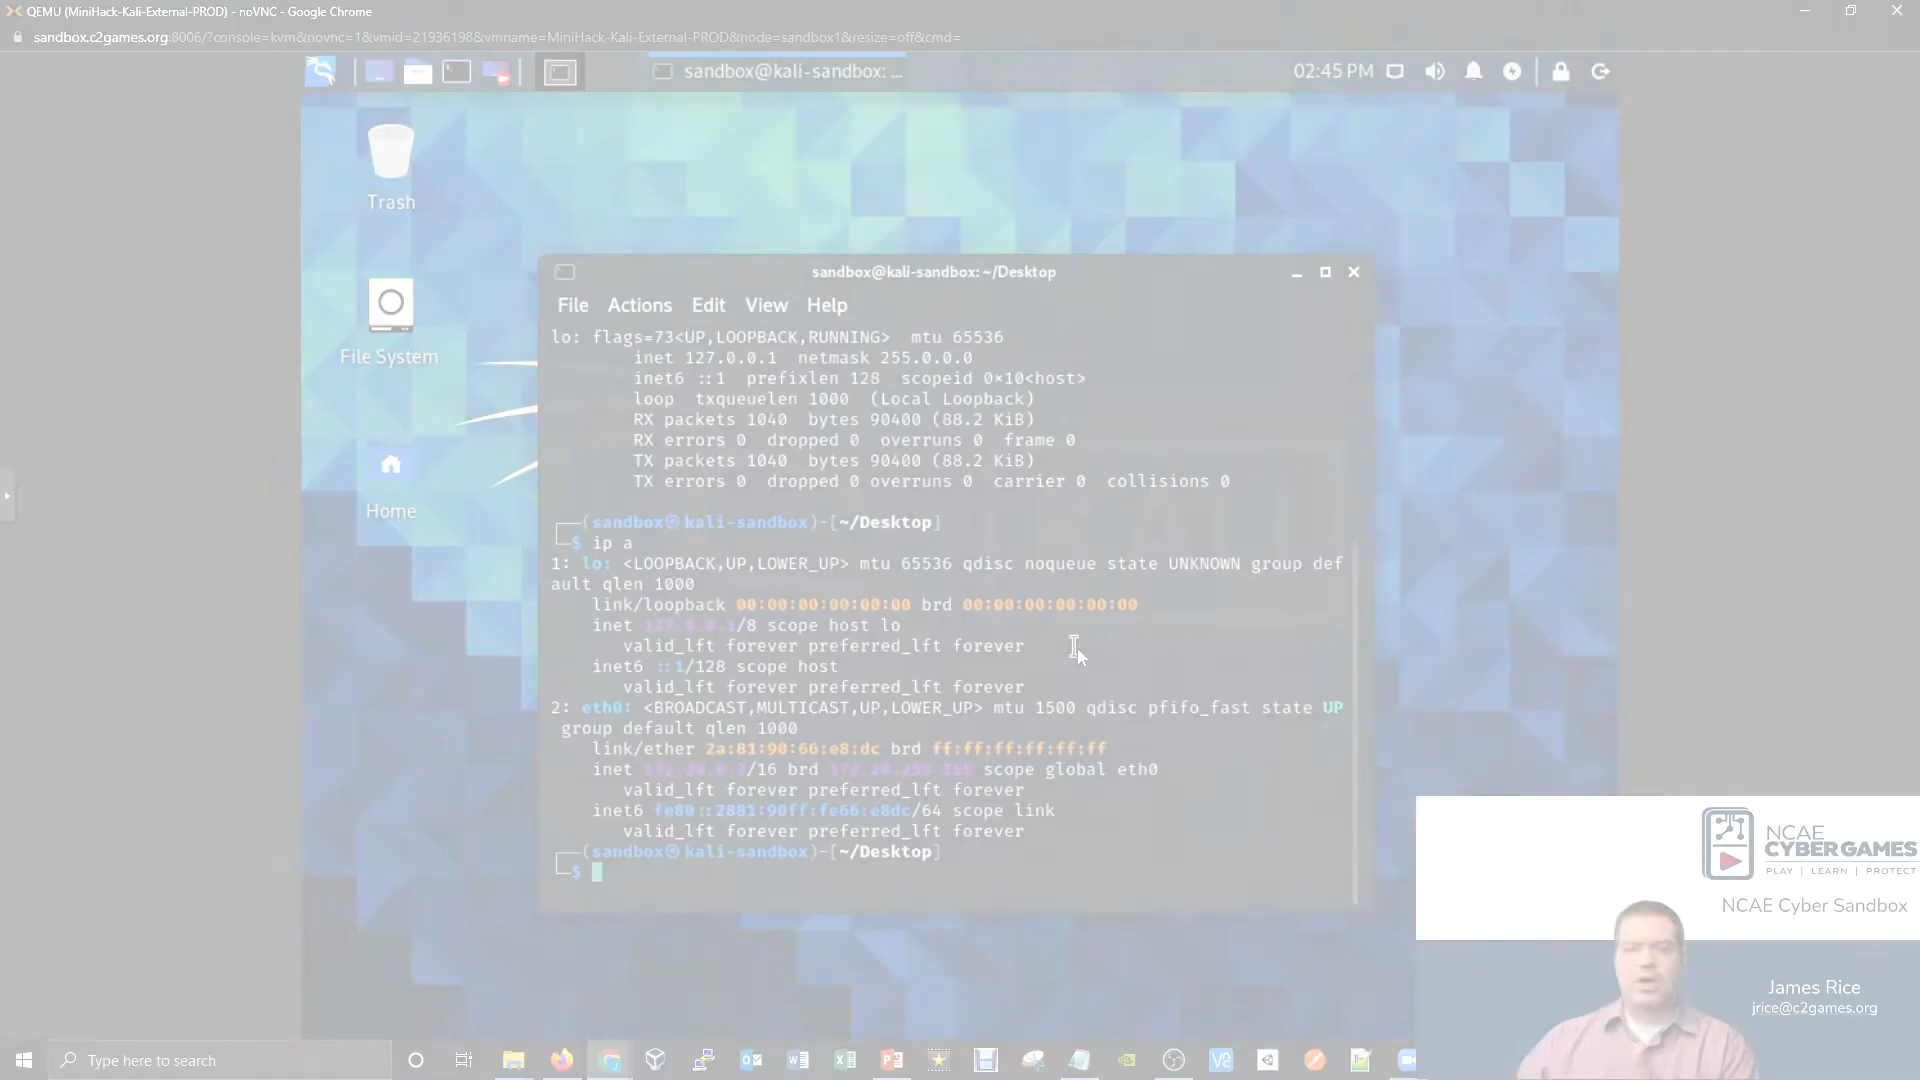 QEMU (MiniHack-Kali-External-PROD) - noVNC - Google Chrome
sandbox.c2games.org:8006/?console=kvm&novnc=1&vmid=21936198&vmname=MiniHack-Kali-External-PROD&node=sandbox1&resize=off&cmd=
sandbox@kali-sandbox: ...
02:45 PM
Trash
File System
Home
sandbox@kali-sandbox: ~/Desktop
File Actions Edit View Help
lo: flags=73<UP,LOOPBACK,RUNNING> mtu 65536
inet 127.0.0.1 netmask 255.0.0.0
inet6 ::1 prefixlen 128 scopeid 0×10<host>
loop txqueuelen 1000 (Local Loopback)
RX packets 1040 bytes 90400 (88.2 KiB)
RX errors 0 dropped 0 overruns 0 frame 0
TX packets 1040 bytes 90400 (88.2 KiB)
TX errors 0 dropped 0 overruns 0 carrier 0 collisions 0
(sandbox㉿kali-sandbox)-[~/Desktop]
$ ip a
1: lo: <LOOPBACK,UP,LOWER_UP> mtu 65536 qdisc noqueue state UNKNOWN group def
ault qlen 1000
link/loopback 00:00:00:00:00:00 brd 00:00:00:00:00:00
inet 127.0.0.1/8 scope host lo
valid_lft forever preferred_lft forever
inet6 ::1/128 scope host
valid_lft forever preferred_lft forever
2: eth0: <BROADCAST,MULTICAST,UP,LOWER_UP> mtu 1500 qdisc pfifo_fast state UP
group default qlen 1000
link/ether 2a:81:90:66:e8:dc brd ff:ff:ff:ff:ff:ff
inet /16 brd 172.20.255.255 scope global eth0
valid_lft forever preferred_lft forever
inet6 fe80::2881:90ff:fe66:e8dc/64 scope link
valid_lft forever preferred_lft forever
(sandbox㉿kali-sandbox)-[~/Desktop]
$
NCAE
CYBERGAMES
PLAY | LEARN | PROTECT
NCAE Cyber Sandbox
James Rice
jrice@c2games.org
Type here to search